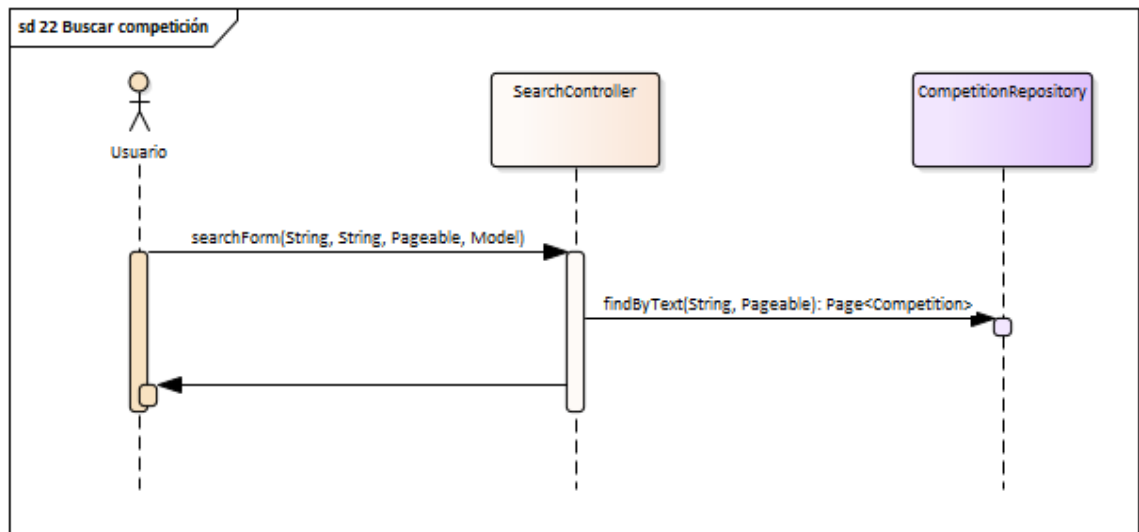 sd 22 Buscar competición
SearchController
CompetitionRepository
Usuario
searchForm(String, String, Pageable, Model)
findByText(String, Pageable): Page<Competition>